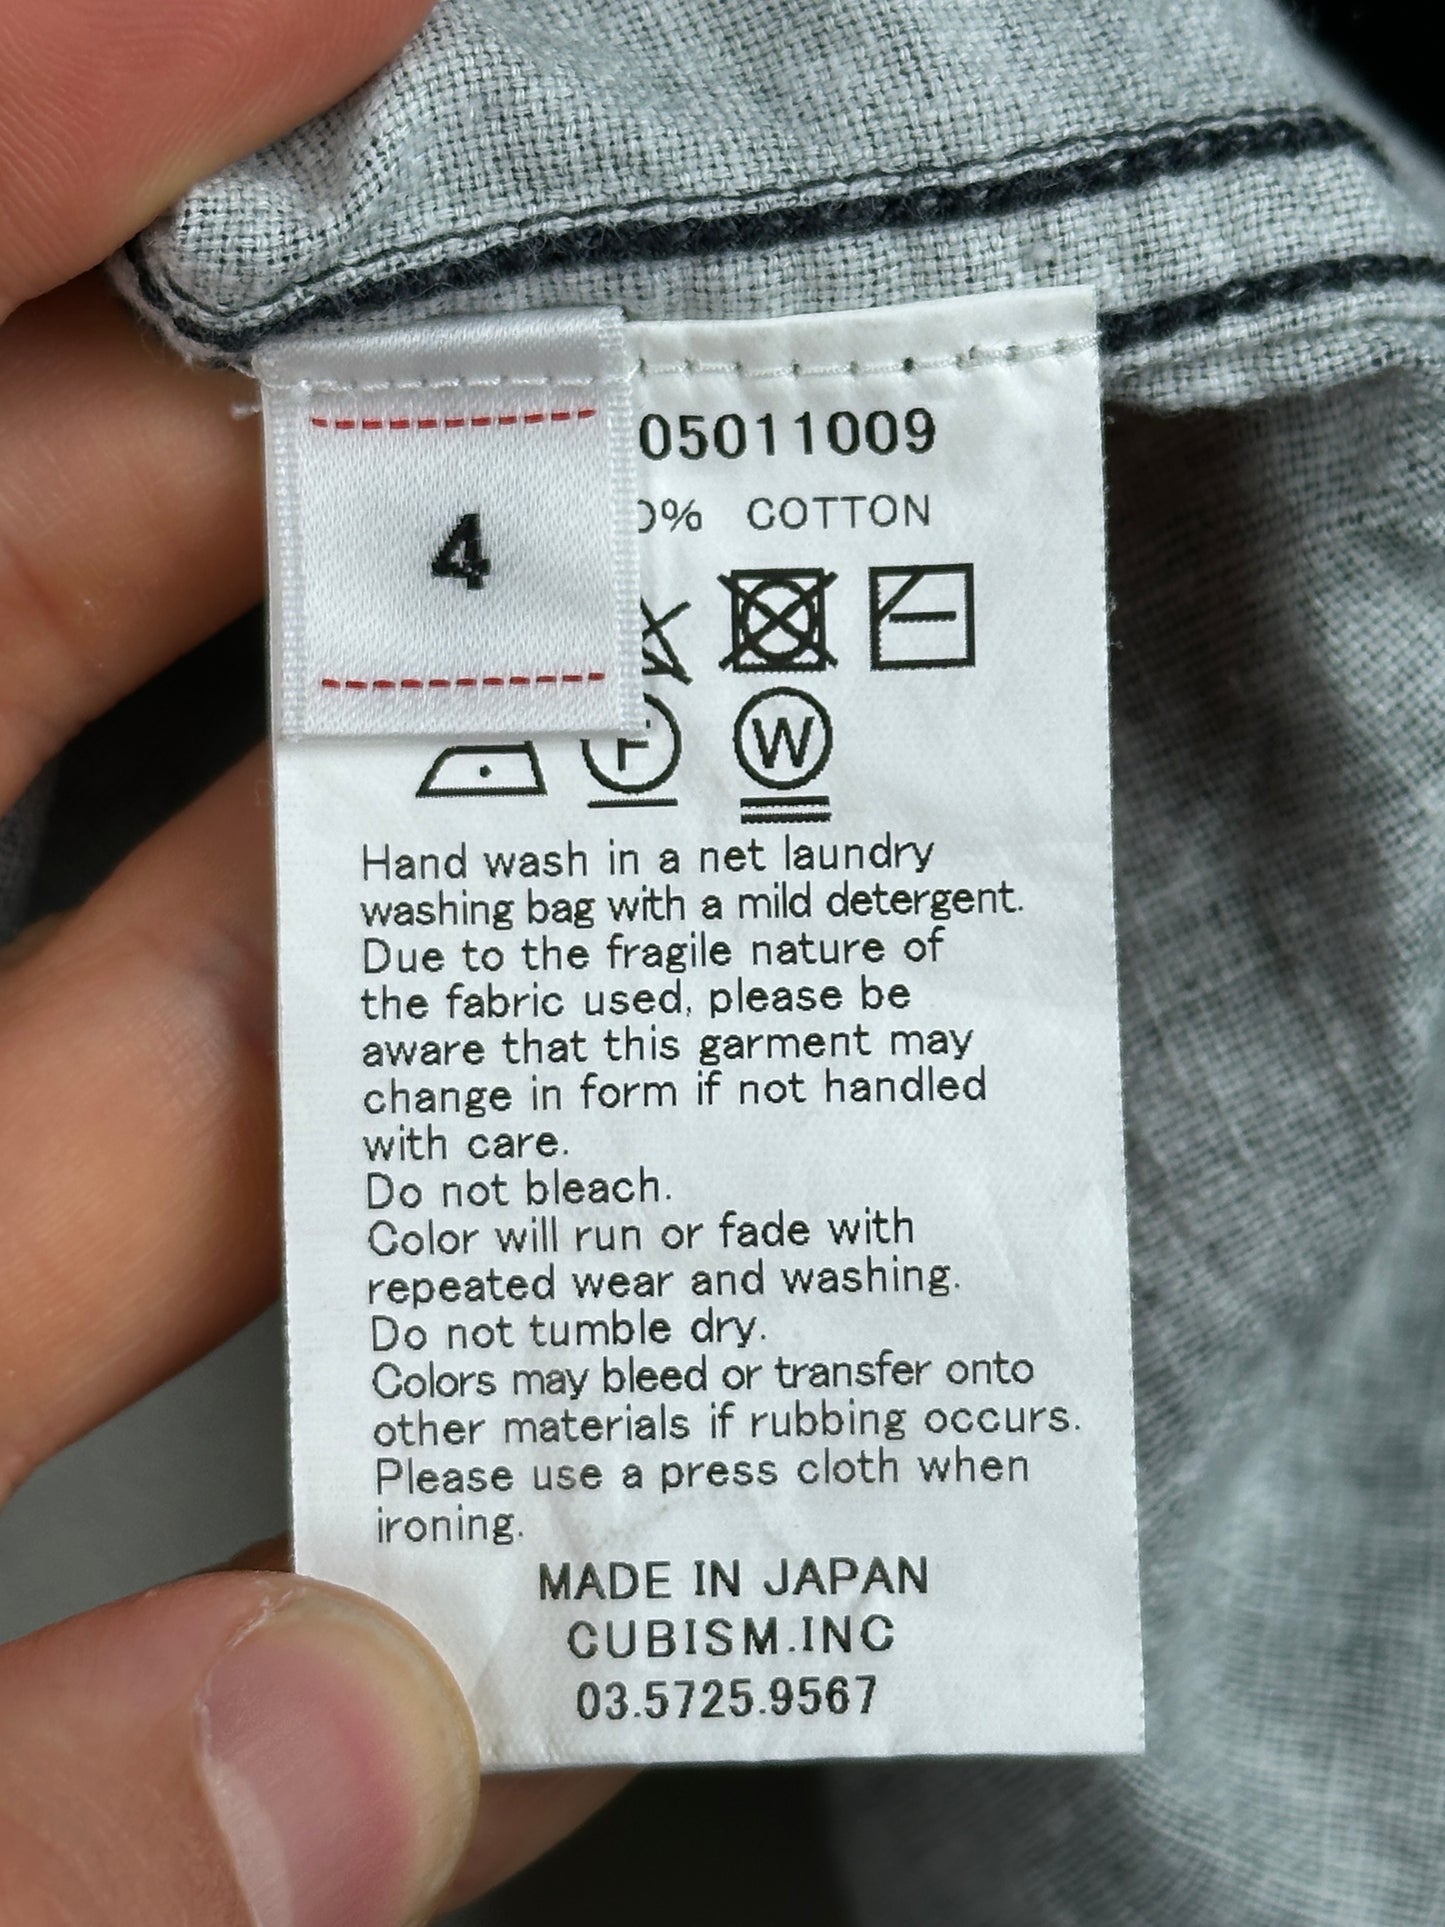 4
05011009
0% COTTON
F
W
Hand wash in a net laundry
washing bag with a mild detergent.
Due to the fragile nature of
the fabric used, please be
aware that this garment may
change in form if not handled
with care.
Do not bleach.
Color will run or fade with
repeated wear and washing.
Do not tumble dry.
Colors may bleed or transfer onto
other materials if rubbing occurs.
Please use a press cloth when
ironing.
MADE IN JAPAN
CUBISM.INC
03.5725.9567